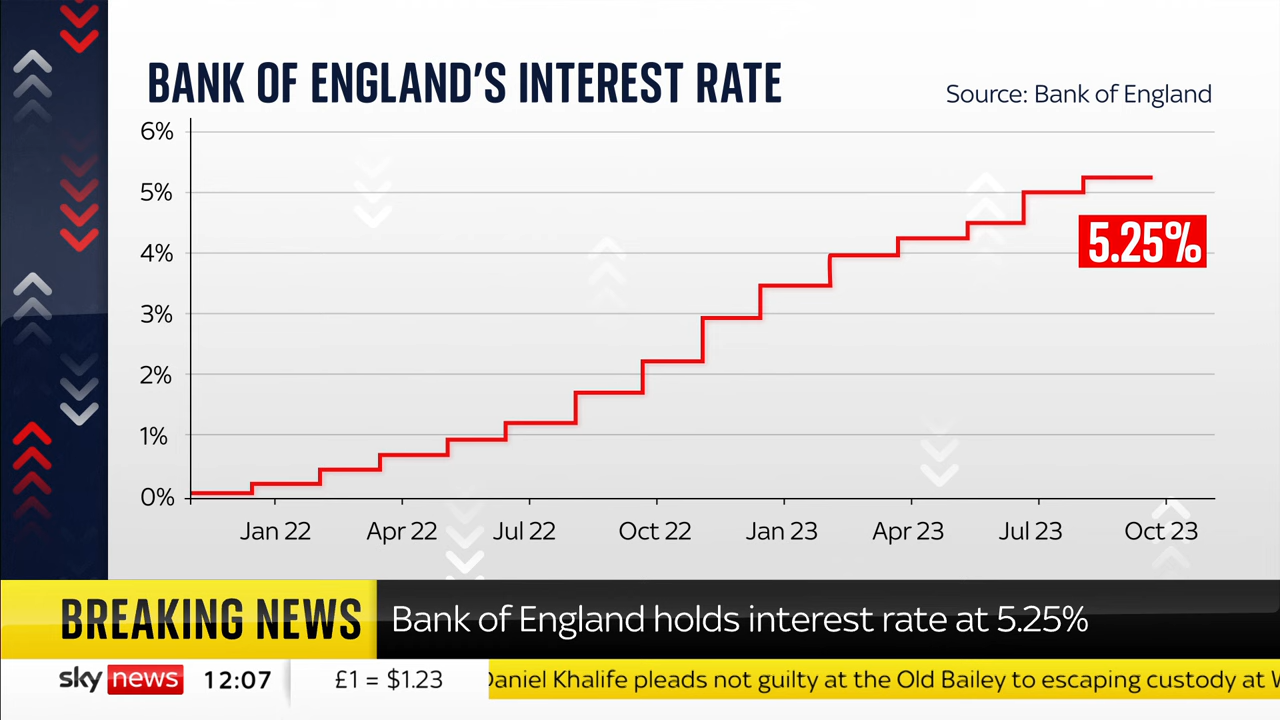 BANK OF ENGLAND'S INTEREST RATE
Source: Bank of England
6%
5%
4%
3%
2%
1%
0%
5.25%
Jan 22 Apr 22 Jul 22 Oct 22 Jan 23 Apr 23 Jul 23 Oct 23
BREAKING NEWS Bank of England holds interest rate at 5.25%
sky news 12:07 £1 = $1.23 Daniel Khalife pleads not guilty at the Old Bailey to escaping custody at